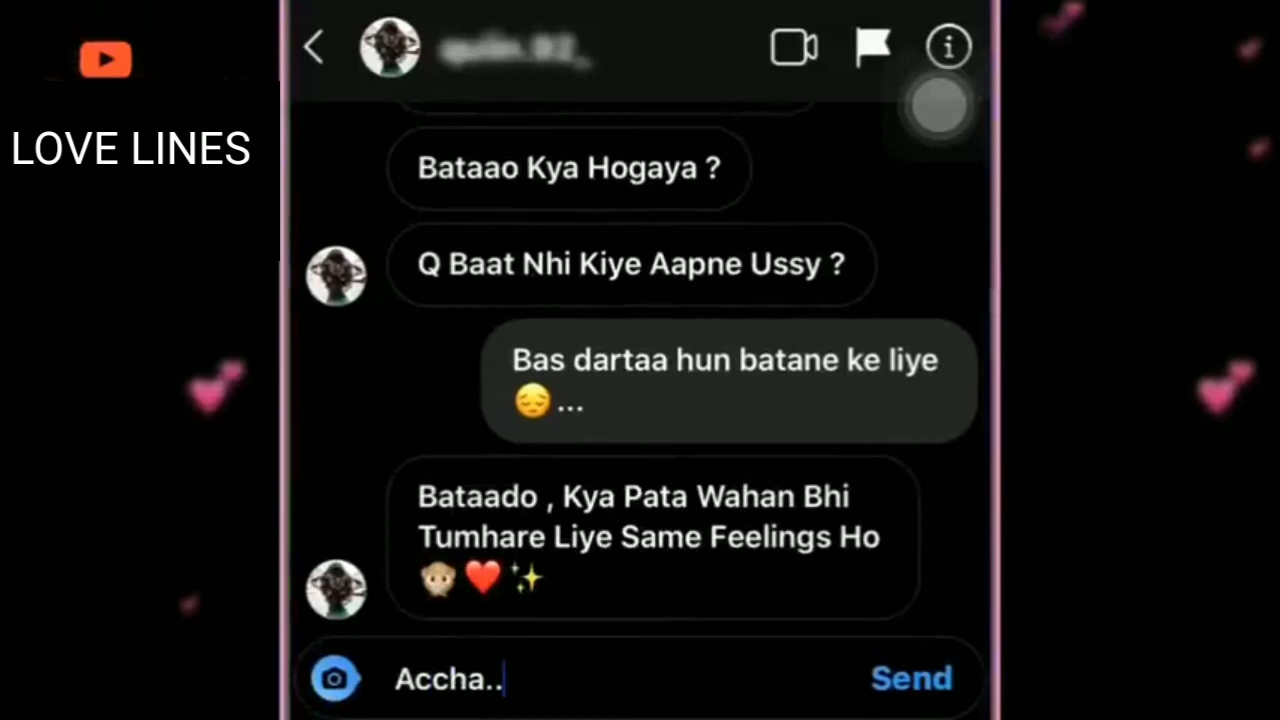 LOVE LINES
Bataao Kya Hogaya ?
Q Baat Nhi Kiye Aapne Ussy ?
Bas dartaa hun batane ke liye
😔...
Bataado , Kya Pata Wahan Bhi
Tumhare Liye Same Feelings Ho
🙊❤️✨
Accha..
Send